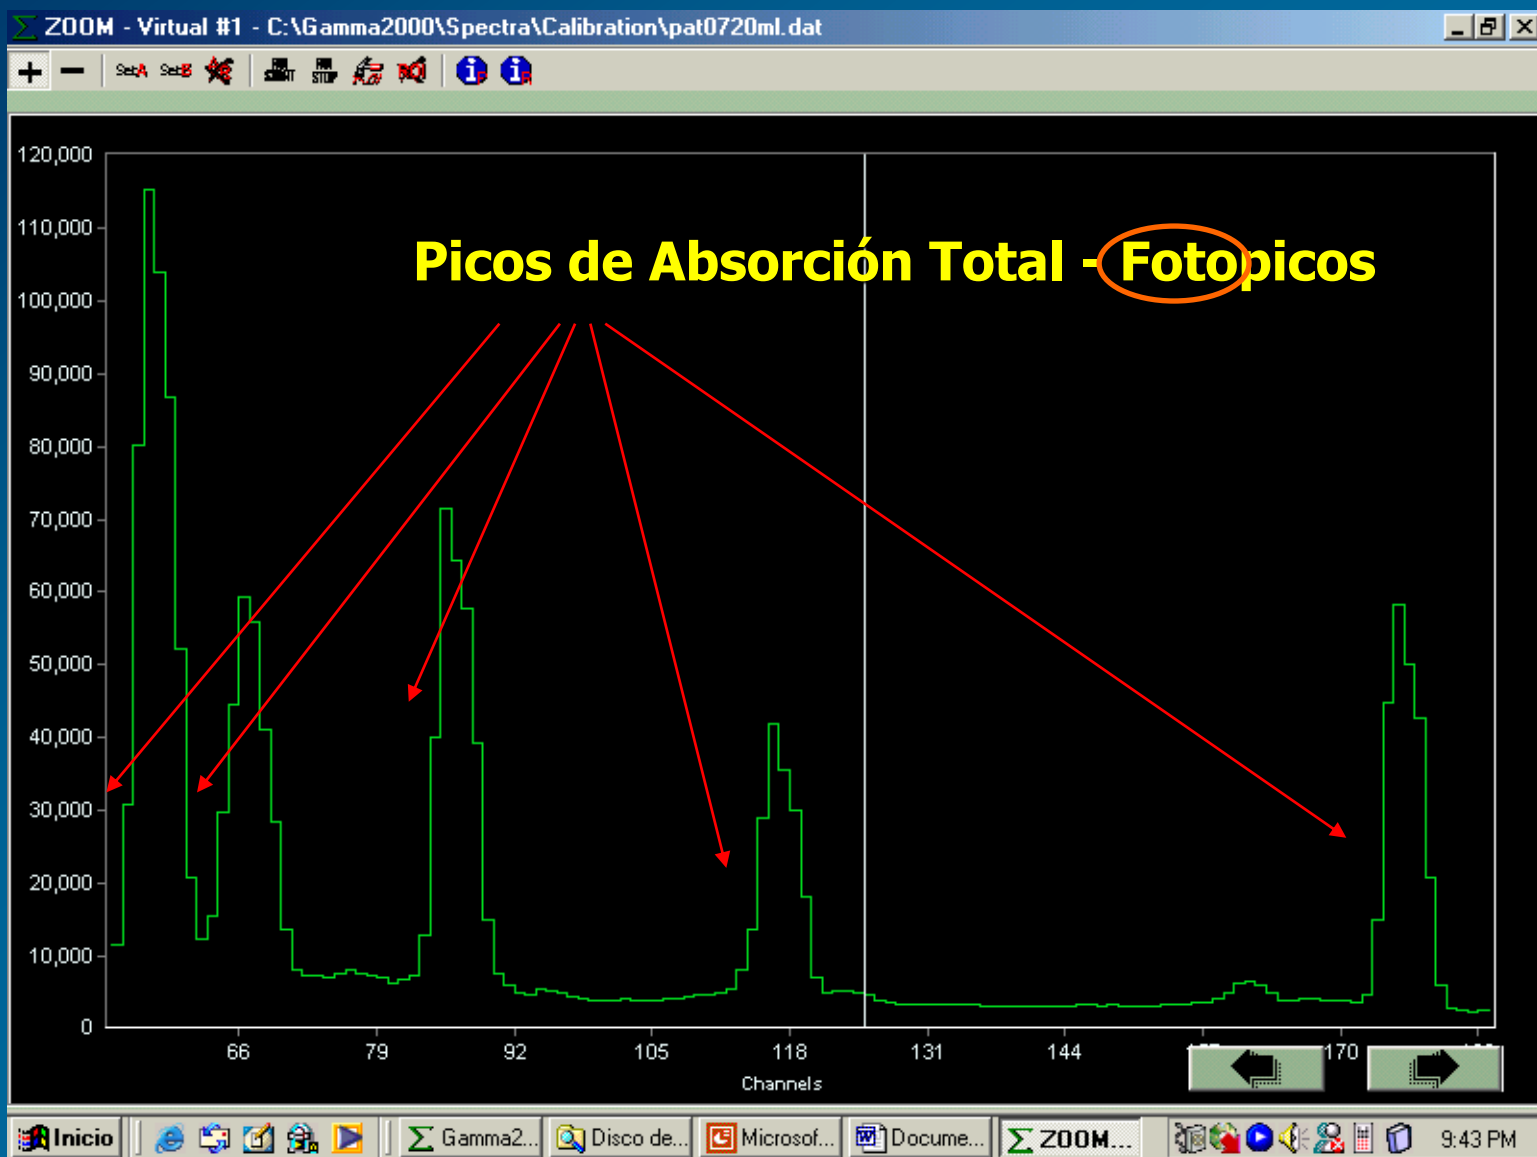 ZOOM - Virtual #1 - C:\Gamma2000\Spectra\Calibration\pat0720ml.dat
Set:A Set:B
120,000
110,000
100,000
90,000
80,000
70,000
60,000
50,000
40,000
30,000
20,000
10,000
0
Picos de Absorción Total - Fotopicos
66 79 92 105 118 131 144 170
Channels
Inicio Gamma2... Disco de... Microsof... Docume... ZOOM... 9:43 PM